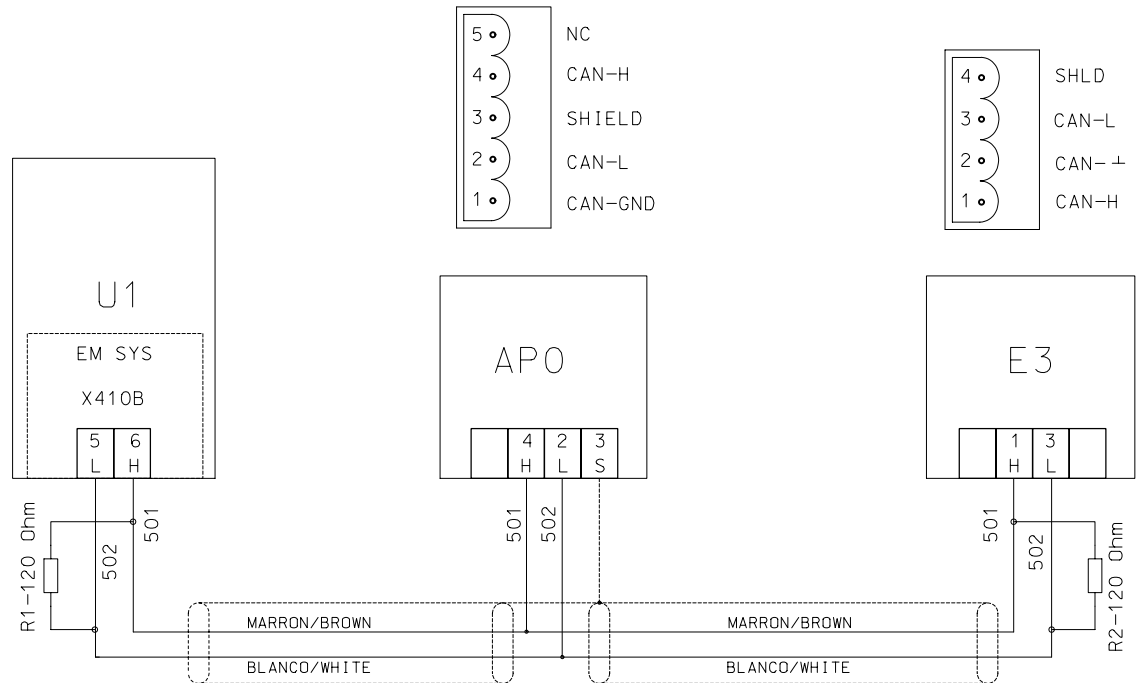 5 NC
4 CAN-H
3 SHIELD
2 CAN-L
1 CAN-GND
4 SHLD
3 CAN-L
2 CAN-⊥
1 CAN-H
U1
EM SYS
X410B
5 6
L H
APO
4 2 3
H L S
E3
1 3
H L
R1-120 Ohm
502
501
501
502
501
502
R2-120 Ohm
MARRON/BROWN
MARRON/BROWN
BLANCO/WHITE
BLANCO/WHITE